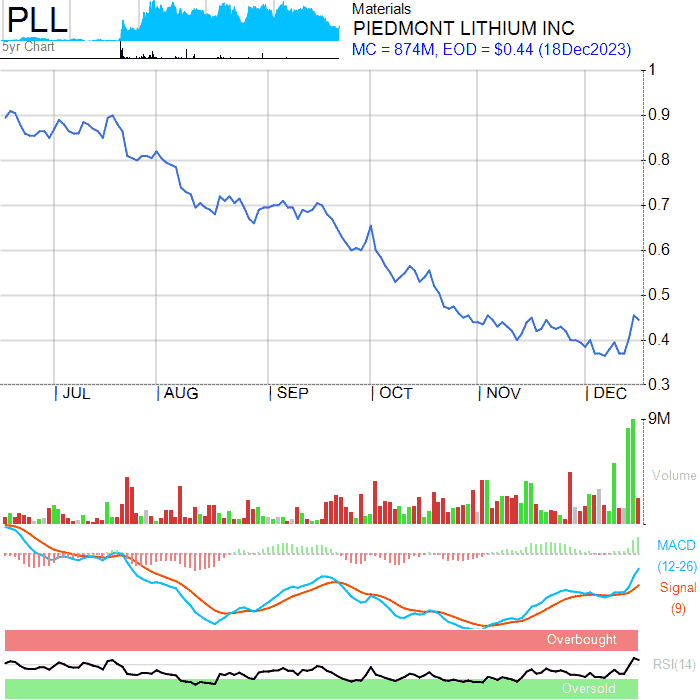 PLL
5yr Chart
Materials
PIEDMONT LITHIUM INC
MC = 874M, EOD = $0.44 (18Dec2023)
1
0.9
0.8
0.7
0.6
0.5
0.4
0.3
JUL AUG SEP OCT NOV DEC
9M
Volume
MACD
(12-26)
Signal
(9)
Overbought
RSI(14)
Oversold